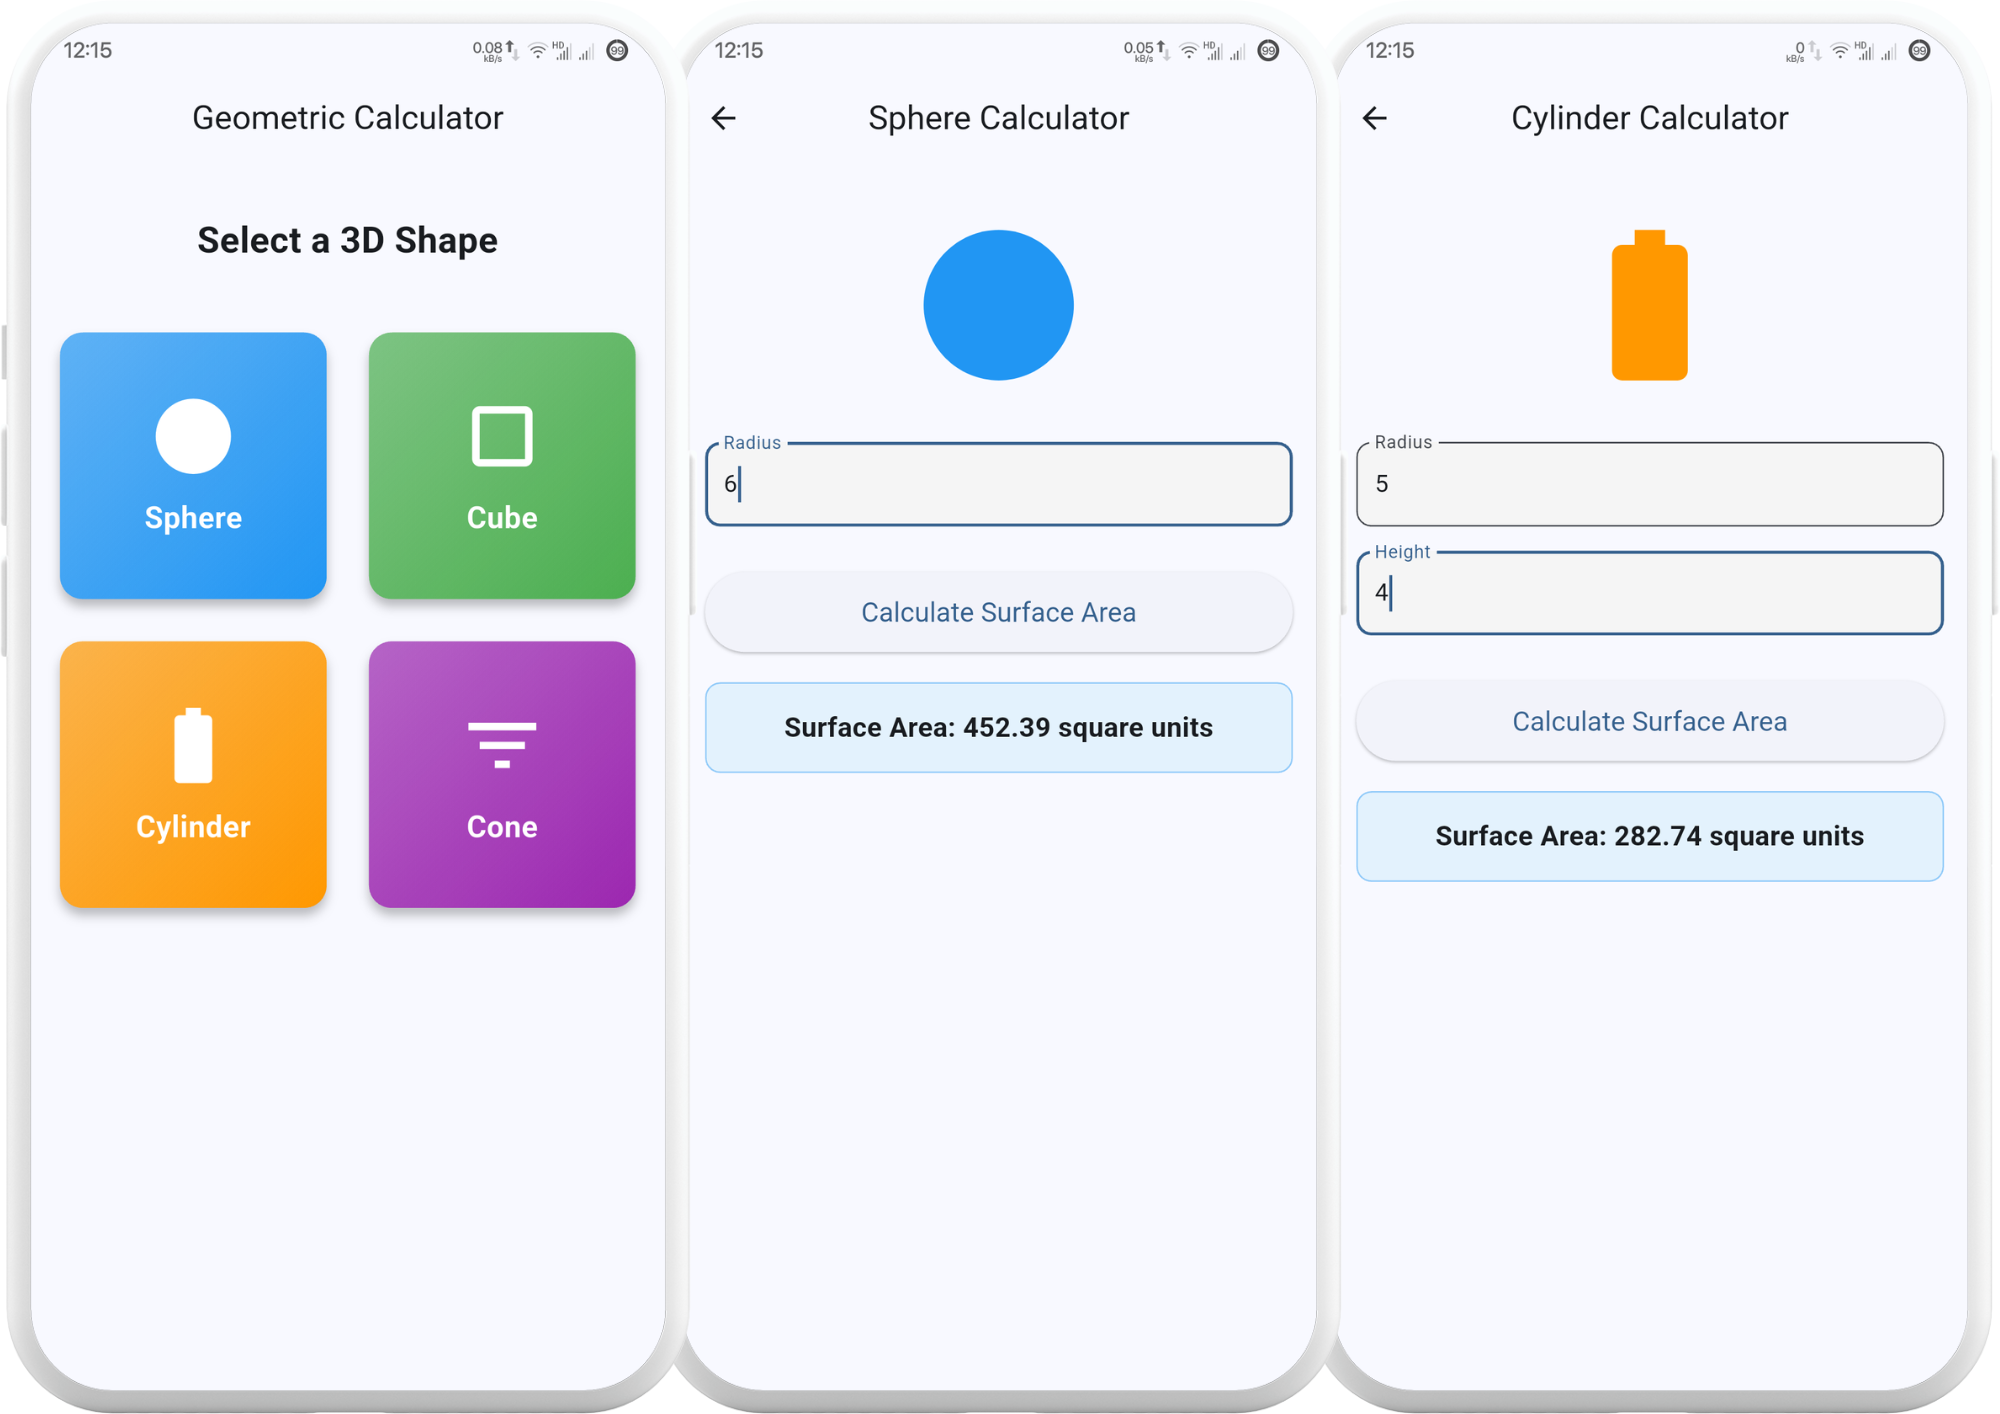 12:15
0.08 kB/s HD 99
Geometric Calculator
Select a 3D Shape
Sphere
Cube
Cylinder
Cone
12:15
0.05 kB/s HD 99
Sphere Calculator
Radius
6
Calculate Surface Area
Surface Area: 452.39 square units
12:15
0 kB/s HD 99
Cylinder Calculator
Radius
5
Height
4
Calculate Surface Area
Surface Area: 282.74 square units